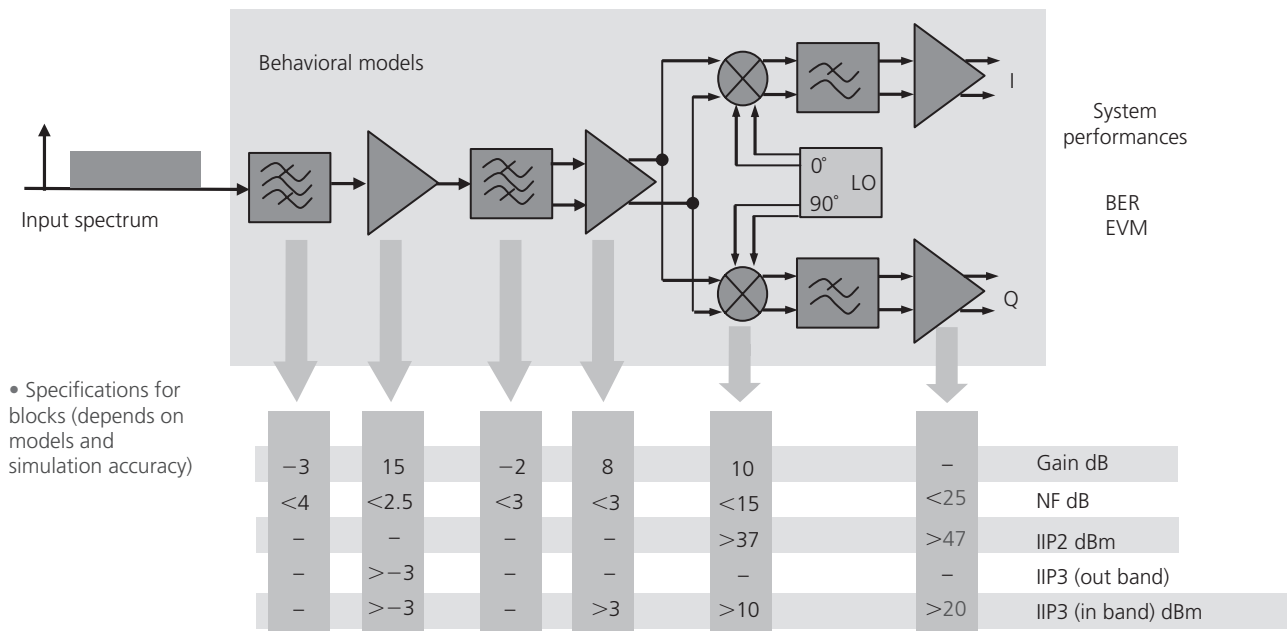 Behavioral models
I
System
performances
0°
LO
90°
BER
EVM
Input spectrum
Q
• Specifications for
blocks (depends on
models and
simulation accuracy)
−3 15 −2 8 10 – Gain dB
<4 <2.5 <3 <3 <15 <25 NF dB
– – – – >37 >47 IIP2 dBm
– >−3 – – – – IIP3 (out band)
– >−3 – >3 >10 >20 IIP3 (in band) dBm